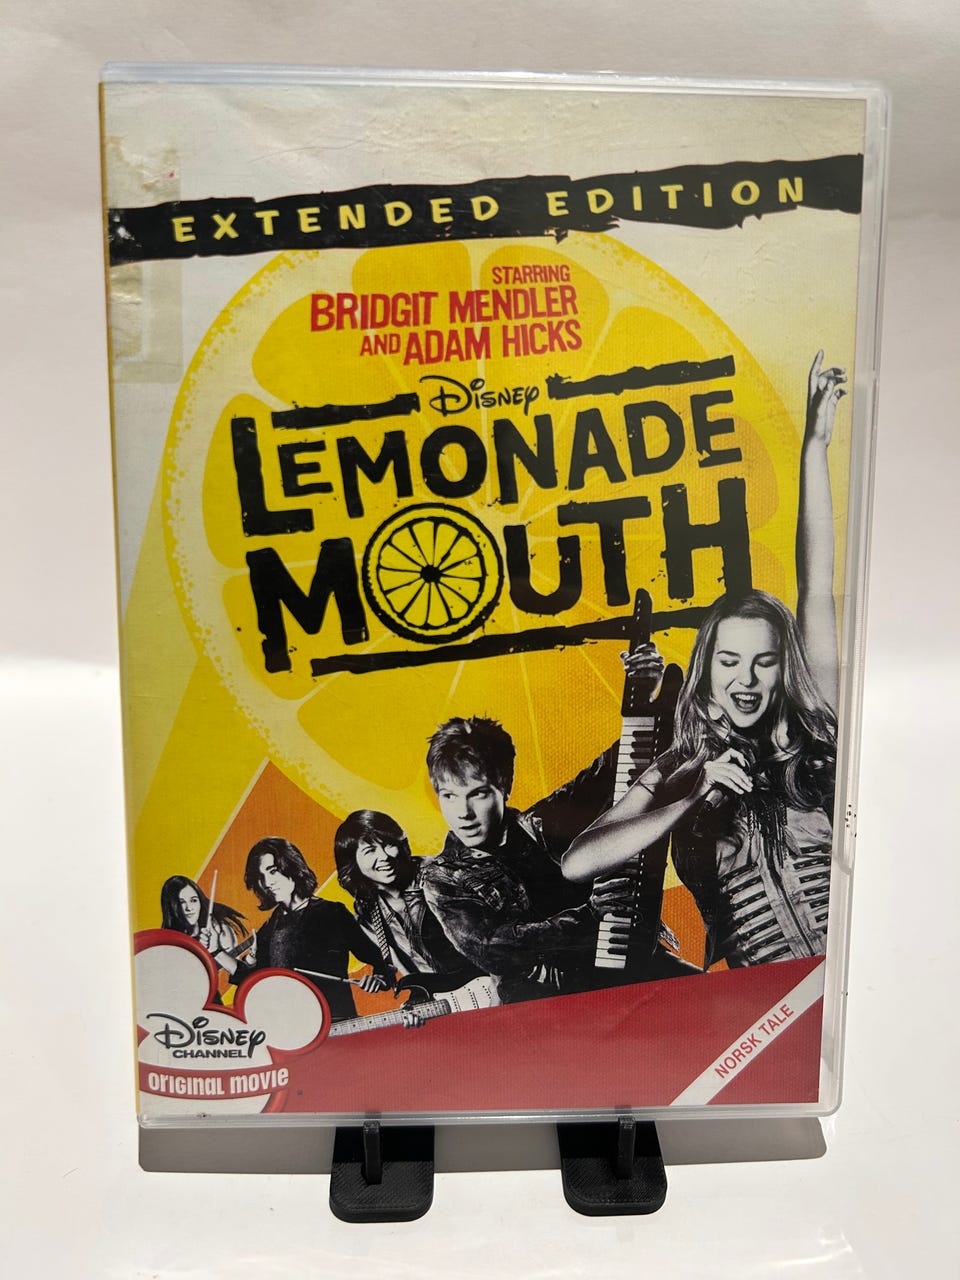 EXTENDED EDITION
STARRING
BRIDGIT MENDLER
AND ADAM HICKS
DISNEY
LEMONADE
MOUTH
DISNEY
CHANNEL
ORIGINAL MOVIE
NORSK TALE